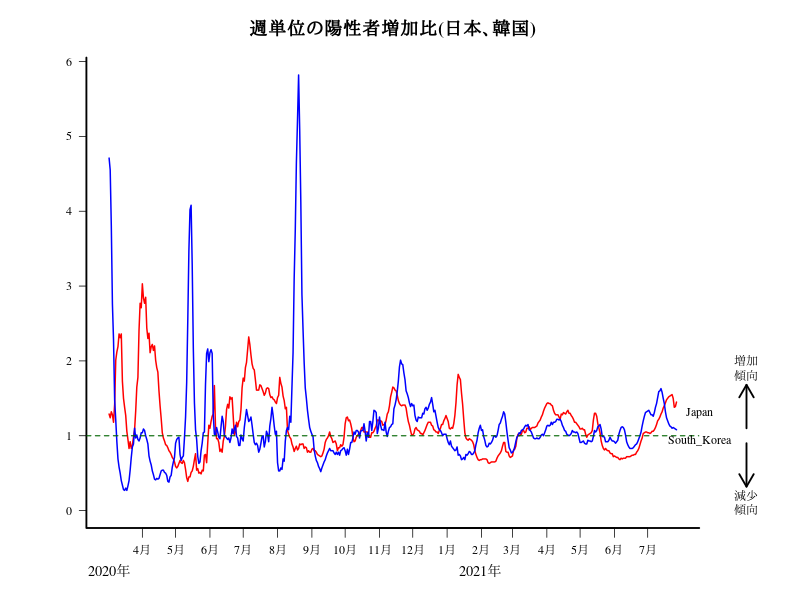 週単位の陽性者増加比(日本、韓国)
6
5
4
3
2
1
0
増加
傾向
Japan
South_Korea
減少
傾向
4月 5月 6月 7月 8月 9月 10月 11月 12月 1月 2月 3月 4月 5月 6月 7月
2020年 2021年